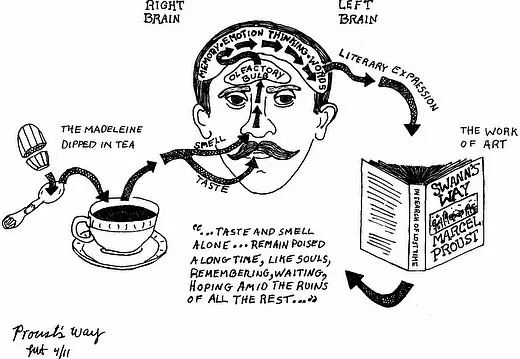 RIGHT
BRAIN
LEFT
BRAIN
MEMORY • EMOTION THINKING • WORDS
OLFACTORY
BULB
LITERARY EXPRESSION
THE MADELEINE
DIPPED IN TEA
SMELL
TASTE
THE WORK
OF ART
SWANN'S
WAY
MARCEL
PROUST
IN SEARCH OF LOST TIME
"...TASTE AND SMELL
ALONE... REMAIN POISED
A LONG TIME, LIKE SOULS,
REMEMBERING, WAITING,
HOPING AMID THE RUINS
OF ALL THE REST..."
Proust's Way
4/11